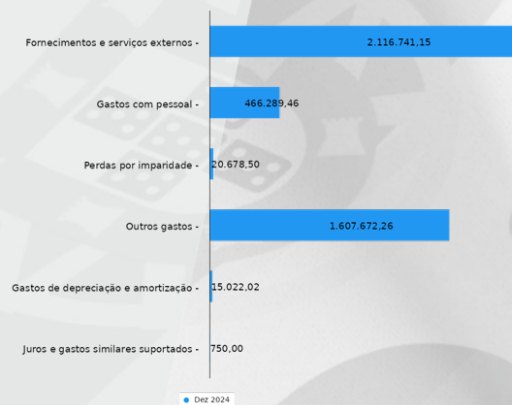 Fornecimentos e serviços externos - 2.116.741,15
Gastos com pessoal - 466.289,46
Perdas por imparidade - 20.678,50
Outros gastos - 1.607.672,26
Gastos de depreciação e amortização - 15.022,02
Juros e gastos similares suportados - 750,00
Dez 2024